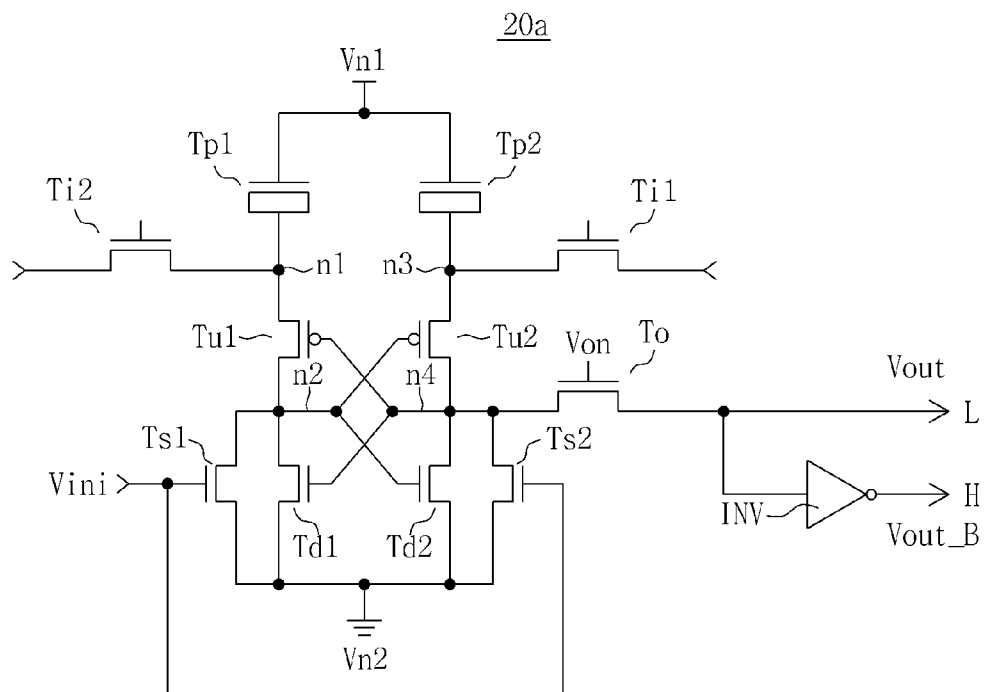 20a
Vn1
Tp1
Tp2
Ti2
Ti1
n1
n3
Tu1
Tu2
To
Von
Vout
n2
n4
L
Ts1
Ts2
Vini
INV
H
Td1
Td2
Vout_B
Vn2